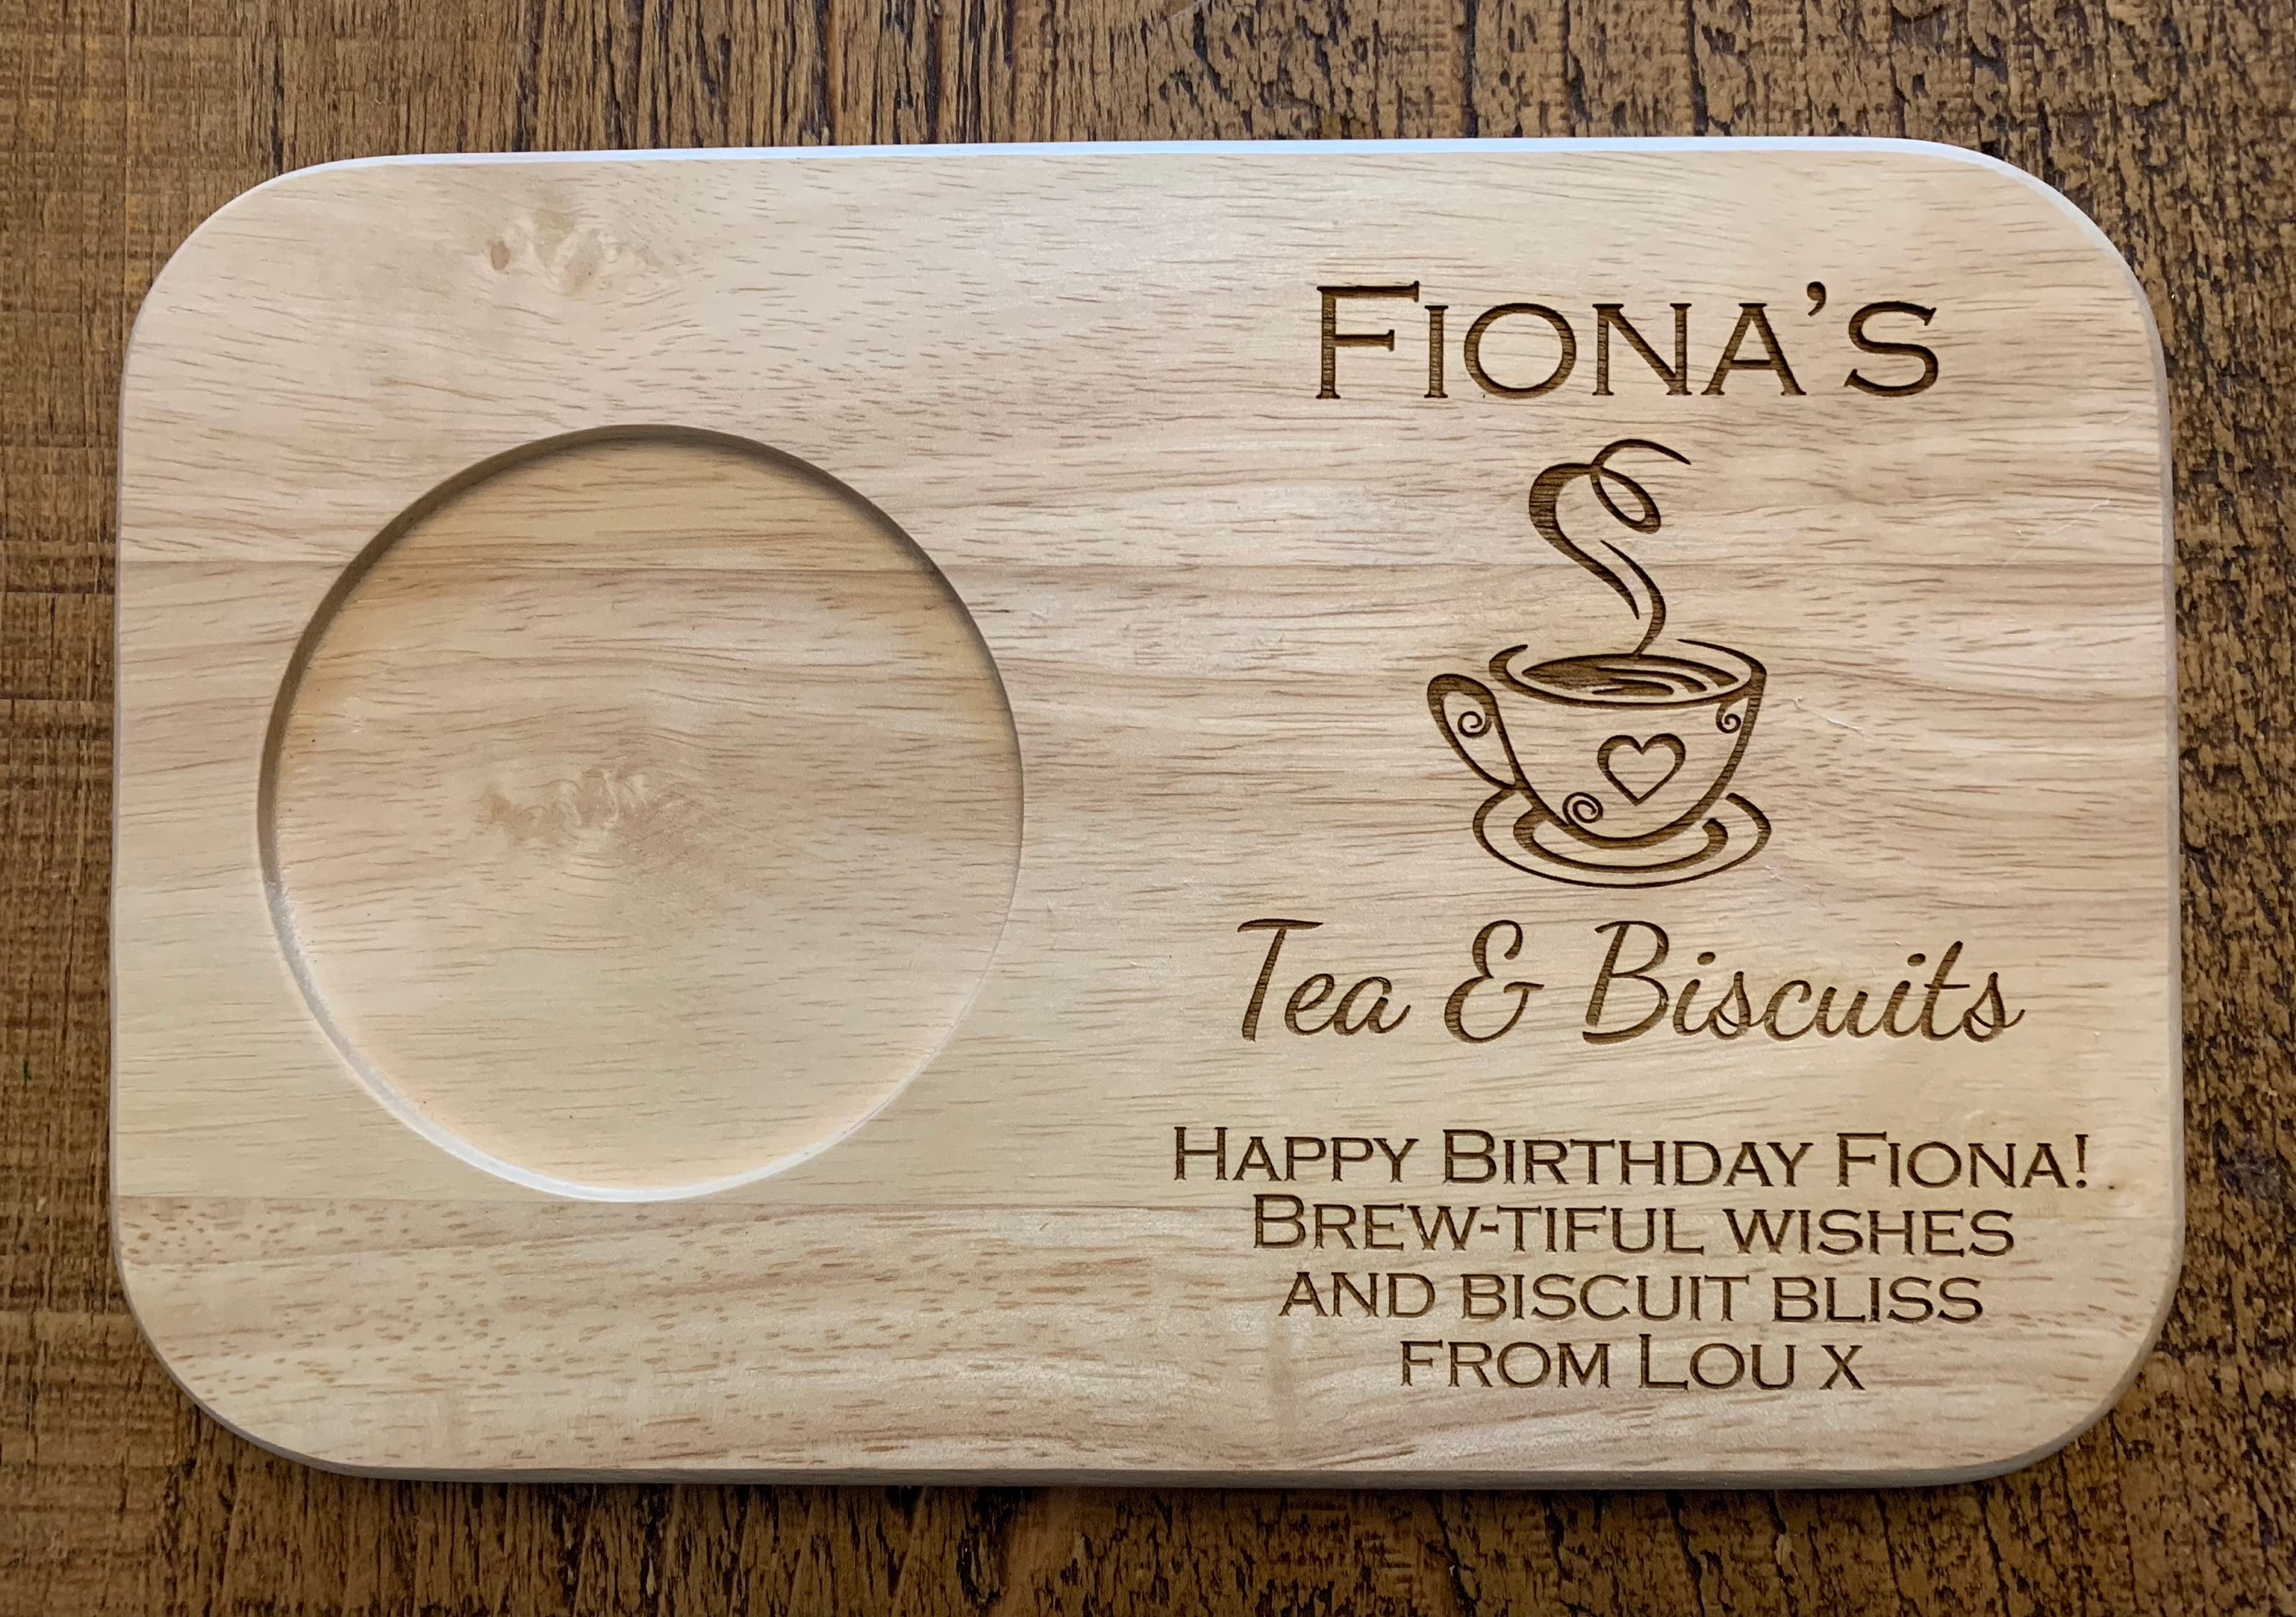 Fiona's
Tea & Biscuits
Happy Birthday Fiona!
Brew-tiful wishes
and biscuit bliss
from Lou x